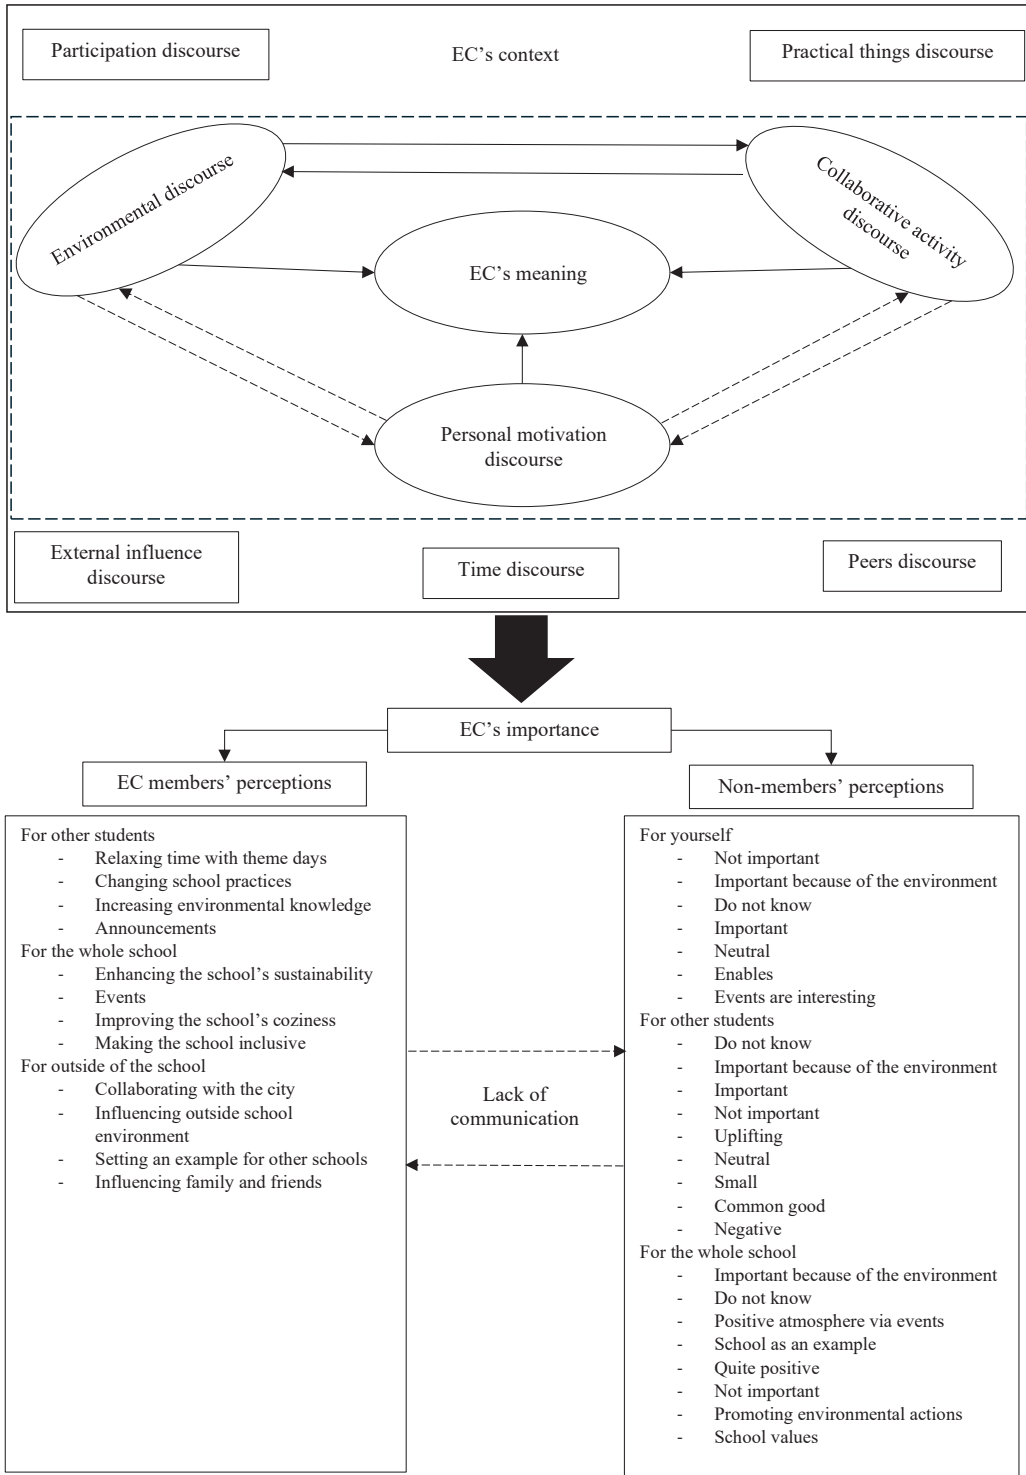 Participation discourse
EC’s context
Practical things discourse
Environmental discourse
Collaborative activity
discourse
EC’s meaning
Personal motivation
discourse
External influence
discourse
Time discourse
Peers discourse
EC’s importance
EC members’ perceptions
Non-members’ perceptions
For other students
- Relaxing time with theme days
- Changing school practices
- Increasing environmental knowledge
- Announcements
For the whole school
- Enhancing the school’s sustainability
- Events
- Improving the school’s coziness
- Making the school inclusive
For outside of the school
- Collaborating with the city
- Influencing outside school
environment
- Setting an example for other schools
- Influencing family and friends
Lack of
communication
For yourself
- Not important
- Important because of the environment
- Do not know
- Important
- Neutral
- Enables
- Events are interesting
For other students
- Do not know
- Important because of the environment
- Important
- Not important
- Uplifting
- Neutral
- Small
- Common good
- Negative
For the whole school
- Important because of the environment
- Do not know
- Positive atmosphere via events
- School as an example
- Quite positive
- Not important
- Promoting environmental actions
- School values